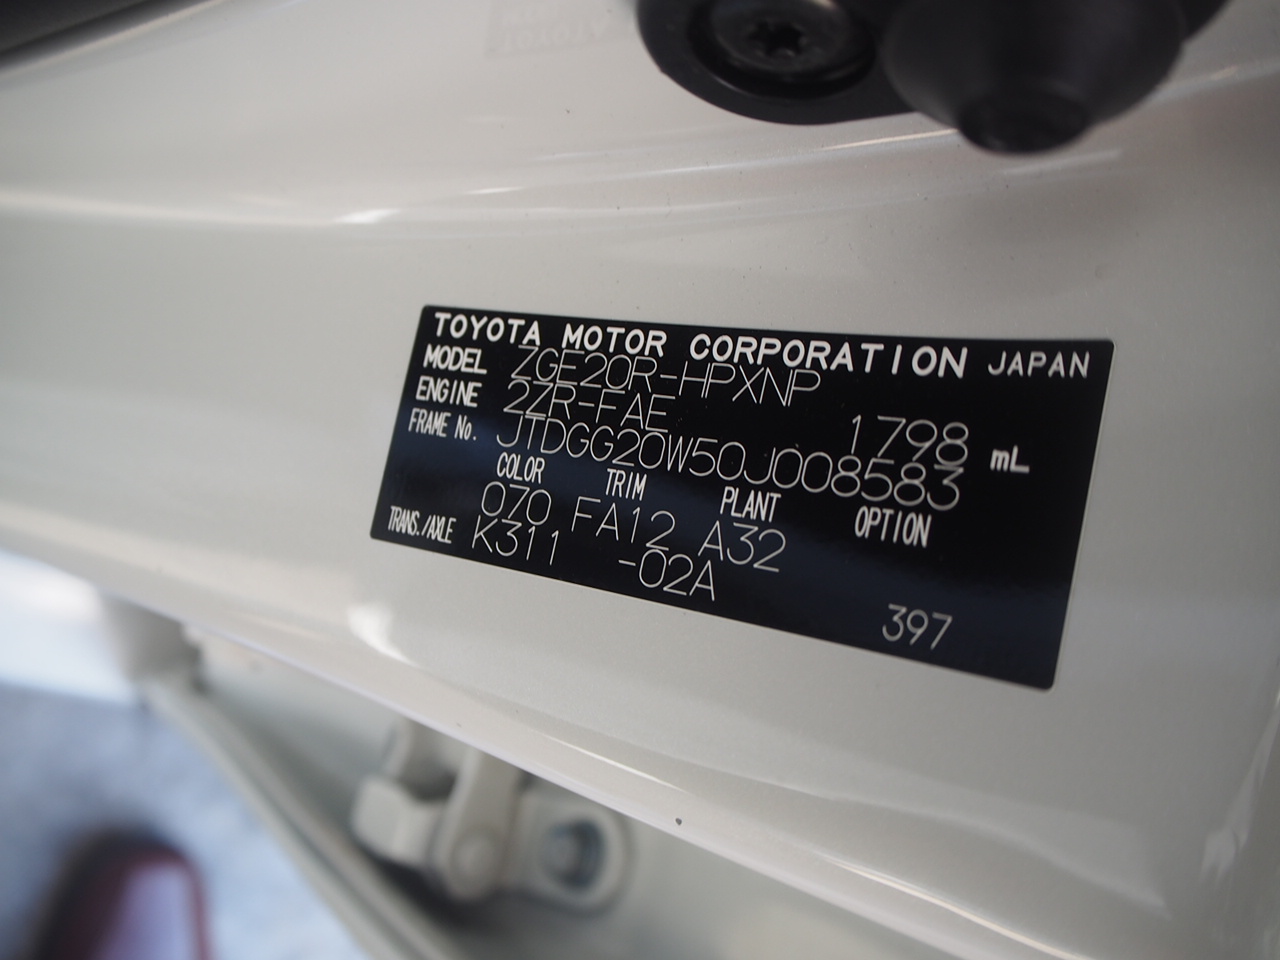 TOYOTA MOTOR CORPORATION JAPAN
MODEL ZGE20R-HPXNP
ENGINE 2ZR-FAE 1798 mL
FRAME No. JTDGG20W50J008583
COLOR TRIM PLANT OPTION
070 FA12 A32
TRANS./AXLE K311 -02A
397